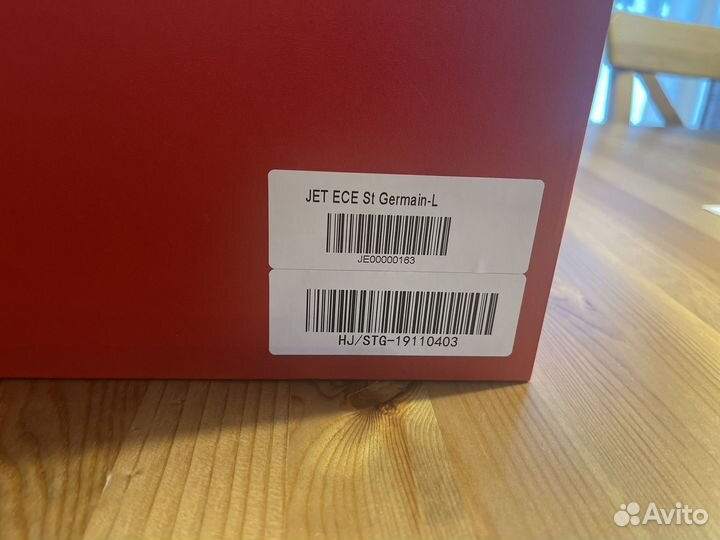 JET ECE St Germain-L
JE00000163
HJ/STG-19110403
Avito